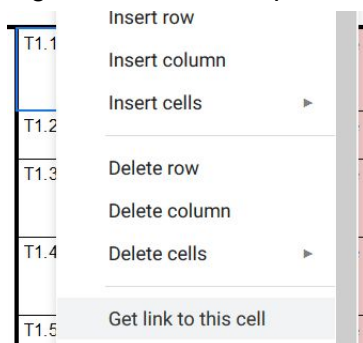 Insert row
T1.1
Insert column
Insert cells
T1.2
T1.3
Delete row
Delete column
T1.4
Delete cells
T1.5
Get link to this cell